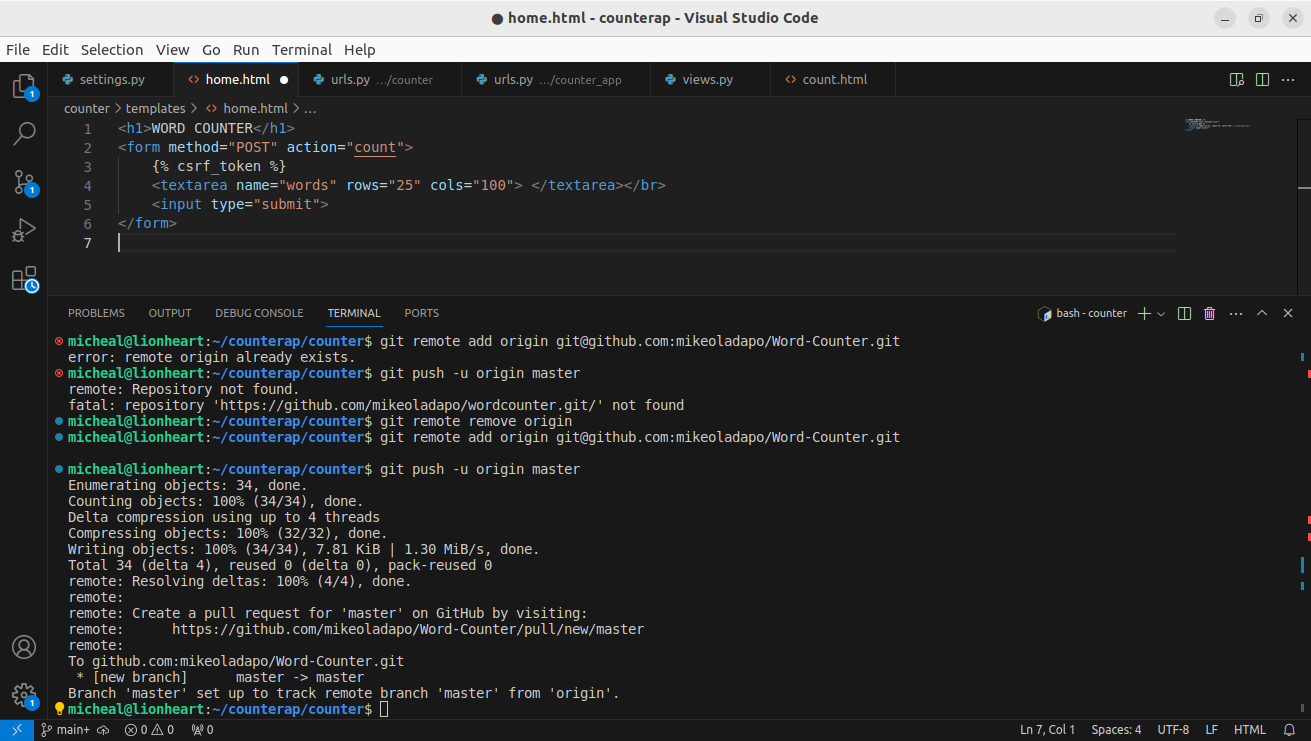 home.html - counterap - Visual Studio Code
File Edit Selection View Go Run Terminal Help
settings.py home.html urls.py .../counter urls.py .../counter_app views.py count.html
counter > templates > home.html > ...
1 <h1>WORD COUNTER</h1>
2 <form method="POST" action="count">
3 {% csrf_token %}
4 <textarea name="words" rows="25" cols="100"> </textarea></br>
5 <input type="submit">
6 </form>
7
1
1
1
PROBLEMS OUTPUT DEBUG CONSOLE TERMINAL PORTS bash - counter
micheal@lionheart:~/counterap/counter$ git remote add origin git@github.com:mikeoladapo/Word-Counter.git
error: remote origin already exists.
micheal@lionheart:~/counterap/counter$ git push -u origin master
remote: Repository not found.
fatal: repository 'https://github.com/mikeoladapo/wordcounter.git/' not found
micheal@lionheart:~/counterap/counter$ git remote remove origin
micheal@lionheart:~/counterap/counter$ git remote add origin git@github.com:mikeoladapo/Word-Counter.git
micheal@lionheart:~/counterap/counter$ git push -u origin master
Enumerating objects: 34, done.
Counting objects: 100% (34/34), done.
Delta compression using up to 4 threads
Compressing objects: 100% (32/32), done.
Writing objects: 100% (34/34), 7.81 KiB | 1.30 MiB/s, done.
Total 34 (delta 4), reused 0 (delta 0), pack-reused 0
remote: Resolving deltas: 100% (4/4), done.
remote:
remote: Create a pull request for 'master' on GitHub by visiting:
remote:      https://github.com/mikeoladapo/Word-Counter/pull/new/master
remote:
To github.com:mikeoladapo/Word-Counter.git
 * [new branch]      master -> master
Branch 'master' set up to track remote branch 'master' from 'origin'.
micheal@lionheart:~/counterap/counter$
main+ 0 0 0 Ln 7, Col 1 Spaces: 4 UTF-8 LF HTML